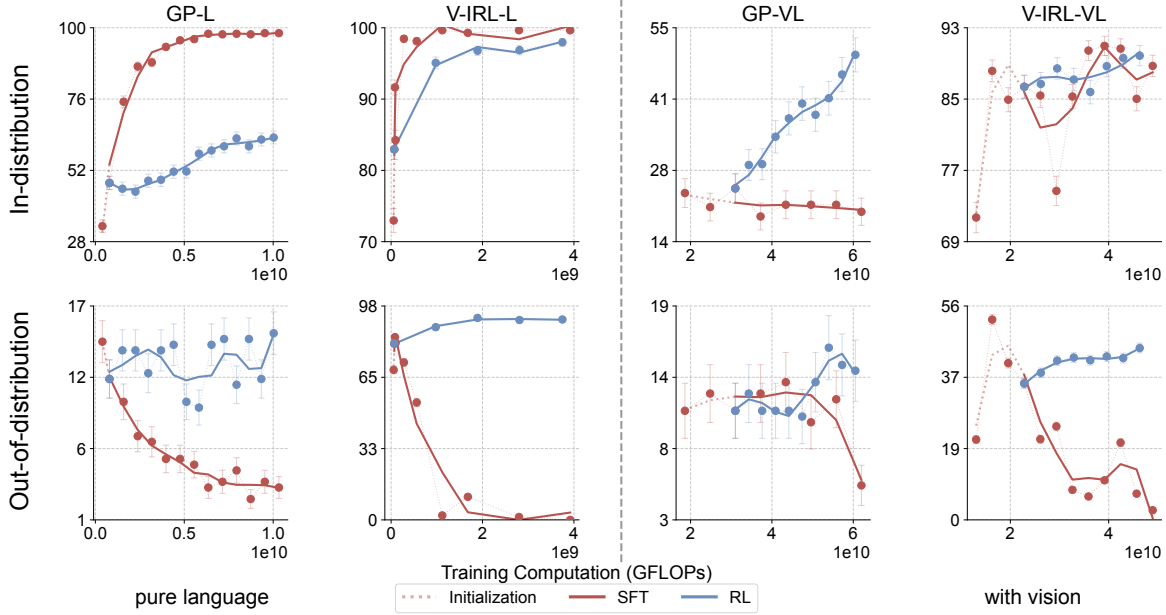 GP-L
V-IRL-L
GP-VL
V-IRL-VL
In-distribution
100
76
52
28
0.0
0.5
1.0
1e10
100
90
80
70
0
2
4
1e9
55
41
28
14
2
4
6
1e10
93
85
77
69
2
4
1e10
Out-of-distribution
17
12
6
1
0.0
0.5
1.0
1e10
98
65
33
0
0
2
4
1e9
19
14
8
3
2
4
6
1e10
56
37
19
0
2
4
1e10
Training Computation (GFLOPs)
Initialization
SFT
RL
pure language
with vision